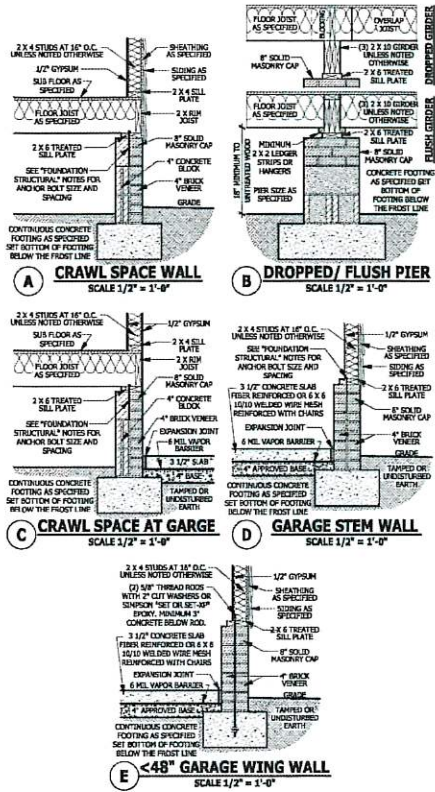 2 X 4 STUDS AT 16" O.C.
UNLESS NOTED OTHERWISE
1/2" GYPSUM
SUB FLOOR AS
SPECIFIED
FLOOR JOIST
AS SPECIFIED
2 X 6 TREATED
SILL PLATE
SEE "FOUNDATION
STRUCTURAL" NOTES FOR
ANCHOR BOLT SIZE AND
SPACING
CONTINUOUS CONCRETE
FOOTING AS SPECIFIED
SET BOTTOM OF FOOTING
BELOW THE FROST LINE
SHEATHING
AS SPECIFIED
SIDING AS
SPECIFIED
2 X 4 SILL
PLATE
2 X RIM
JOIST
8" SOLID
MASONRY CAP
4" CONCRETE
BLOCK
4" BRICK
VENEER
GRADE
A
CRAWL SPACE WALL
SCALE 1/2" = 1'-0"
FLOOR JOIST
AS SPECIFIED
BLOCKING
OVERLAP
JOIST
8" SOLID
MASONRY CAP
(3) 2 X 10 GIRDER
UNLESS NOTED
OTHERWISE
2 X 6 TREATED
SILL PLATE
DROPPED GIRDER
FLOOR JOIST
AS SPECIFIED
(3) 2X 10 GIRDER
UNLESS NOTED
OTHERWISE
2 X 6 TREATED
SILL PLATE
FLUSH GIRDER
18" MINIMUM TO
UNTREATED WOOD
MINIMUM
2 X 2 LEDGER
STRIPS OR
HANGERS
PIER SIZE AS
SPECIFIED
8" SOLID
MASONRY CAP
CONCRETE FOOTING
AS SPECIFIED SET
BOTTOM OF
FOOTING BELOW
THE FROST LINE
B
DROPPED/ FLUSH PIER
SCALE 1/2" = 1'-0"
2 X 4 STUDS AT 16" O.C.
UNLESS NOTED OTHERWISE
SUB FLOOR AS
SPECIFIED
FLOOR JOIST
AS SPECIFIED
2 X 6 TREATED
SILL PLATE
SEE "FOUNDATION
STRUCTURAL" NOTES
FOR ANCHOR BOLT SIZE
AND SPACING
CONTINUOUS CONCRETE
FOOTING AS SPECIFIED
SET BOTTOM OF FOOTING
BELOW THE FROST LINE
1/2" GYPSUM
2 X 4 SILL
PLATE
2 X RIM
JOIST
8" SOLID
MASONRY CAP
4" CONCRETE
BLOCK
4" BRICK VENEER
EXPANSION JOINT
6 MIL VAPOR BARRIER
3 1/2" SLAB
4" BASE
TAMPED OR
UNDISTURBED
EARTH
C
CRAWL SPACE AT GARGE
SCALE 1/2" = 1'-0"
2 X 4 STUDS AT 16" O.C.
UNLESS NOTED OTHERWISE
SEE "FOUNDATION
STRUCTURAL" NOTES FOR
ANCHOR BOLT SIZE AND
SPACING
3 1/2" CONCRETE SLAB
FIBER REINFORCED OR 6 X 6
10/10 WELDED WIRE MESH
REINFORCED WITH CHAIRS
EXPANSION JOINT
6 MIL VAPOR BARRIER
4" APPROVED BASE
CONTINUOUS CONCRETE
FOOTING AS SPECIFIED
SET BOTTOM OF FOOTING
BELOW THE FROST LINE
1/2" GYPSUM
SHEATHING
AS SPECIFIED
SIDING AS
SPECIFIED
2 X 6 TREATED
SILL PLATE
8" SOLID
MASONRY CAP
4" BRICK
VENEER
GRADE
TAMPED OR
UNDISTURBED
EARTH
D
GARAGE STEM WALL
SCALE 1/2" = 1'-0"
2 X 4 STUDS AT 16" O.C.
UNLESS NOTED OTHERWISE
(2) 5/8" THREAD RODS
WITH 2" CUT WASHERS OR
SIMPSON "SET OR SET-XP"
EPOXY. MINIMUM 3"
CONCRETE BELOW ROD.
3 1/2" CONCRETE SLAB
FIBER REINFORCED OR 6 X 6
10/10 WELDED WIRE MESH
REINFORCED WITH CHAIRS
EXPANSION JOINT
6 MIL VAPOR BARRIER
4" APPROVED BASE
CONTINUOUS CONCRETE
FOOTING AS SPECIFIED
SET BOTTOM OF FOOTING
BELOW THE FROST LINE
1/2" GYPSUM
SHEATHING
AS SPECIFIED
SIDING AS
SPECIFIED
2 X 6 TREATED
SILL PLATE
8" SOLID
MASONRY CAP
4" BRICK
VENEER
GRADE
TAMPED OR
UNDISTURBED
EARTH
E
<48" GARAGE WING WALL
SCALE 1/2" = 1'-0"